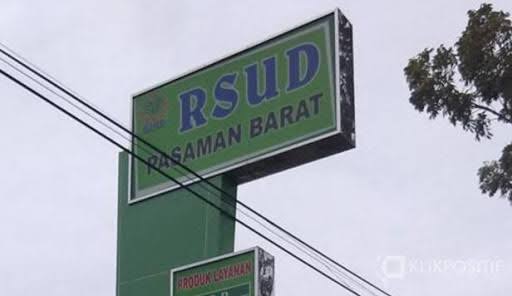 RSUD
PASAMAN BARAT
PRODUK LAYANAN
KLIKPOSITIF